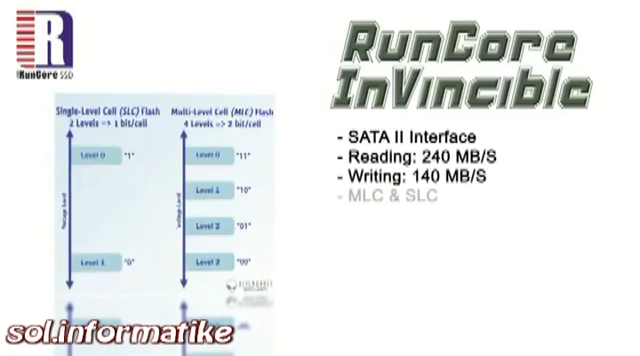 RunCore SSD
RunCore
InVincible
- SATA II Interface
- Reading: 240 MB/S
- Writing: 140 MB/S
- MLC & SLC
Single-Level Cell (SLC) Flash
2 Levels => 1 bit/cell
Multi-Level Cell (MLC) Flash
4 Levels => 2 bit/cell
Voltage Level
Level 0 "1"
Level 1 "0"
Voltage Level
Level 0 "11"
Level 1 "10"
Level 2 "01"
Level 3 "00"
sol.informatike